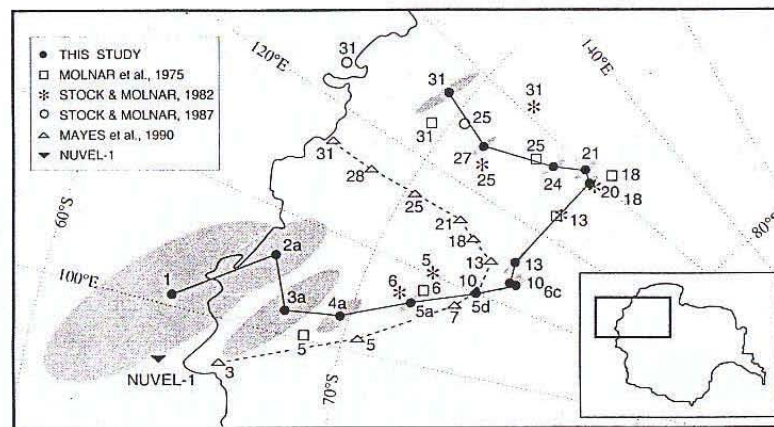 THIS STUDY
MOLNAR et al., 1975
STOCK & MOLNAR, 1982
STOCK & MOLNAR, 1987
MAYES et al., 1990
NUVEL-1
120°E
140°E
31
31
31
31
25
31
28
27
25
25
24
21
18
20
18
25
21
18
13
13
13
60°S
80°S
100°E
1
2a
3a
4a
5
6
6
10
5d
10
6c
5a
7
5
5
3
NUVEL-1
70°S